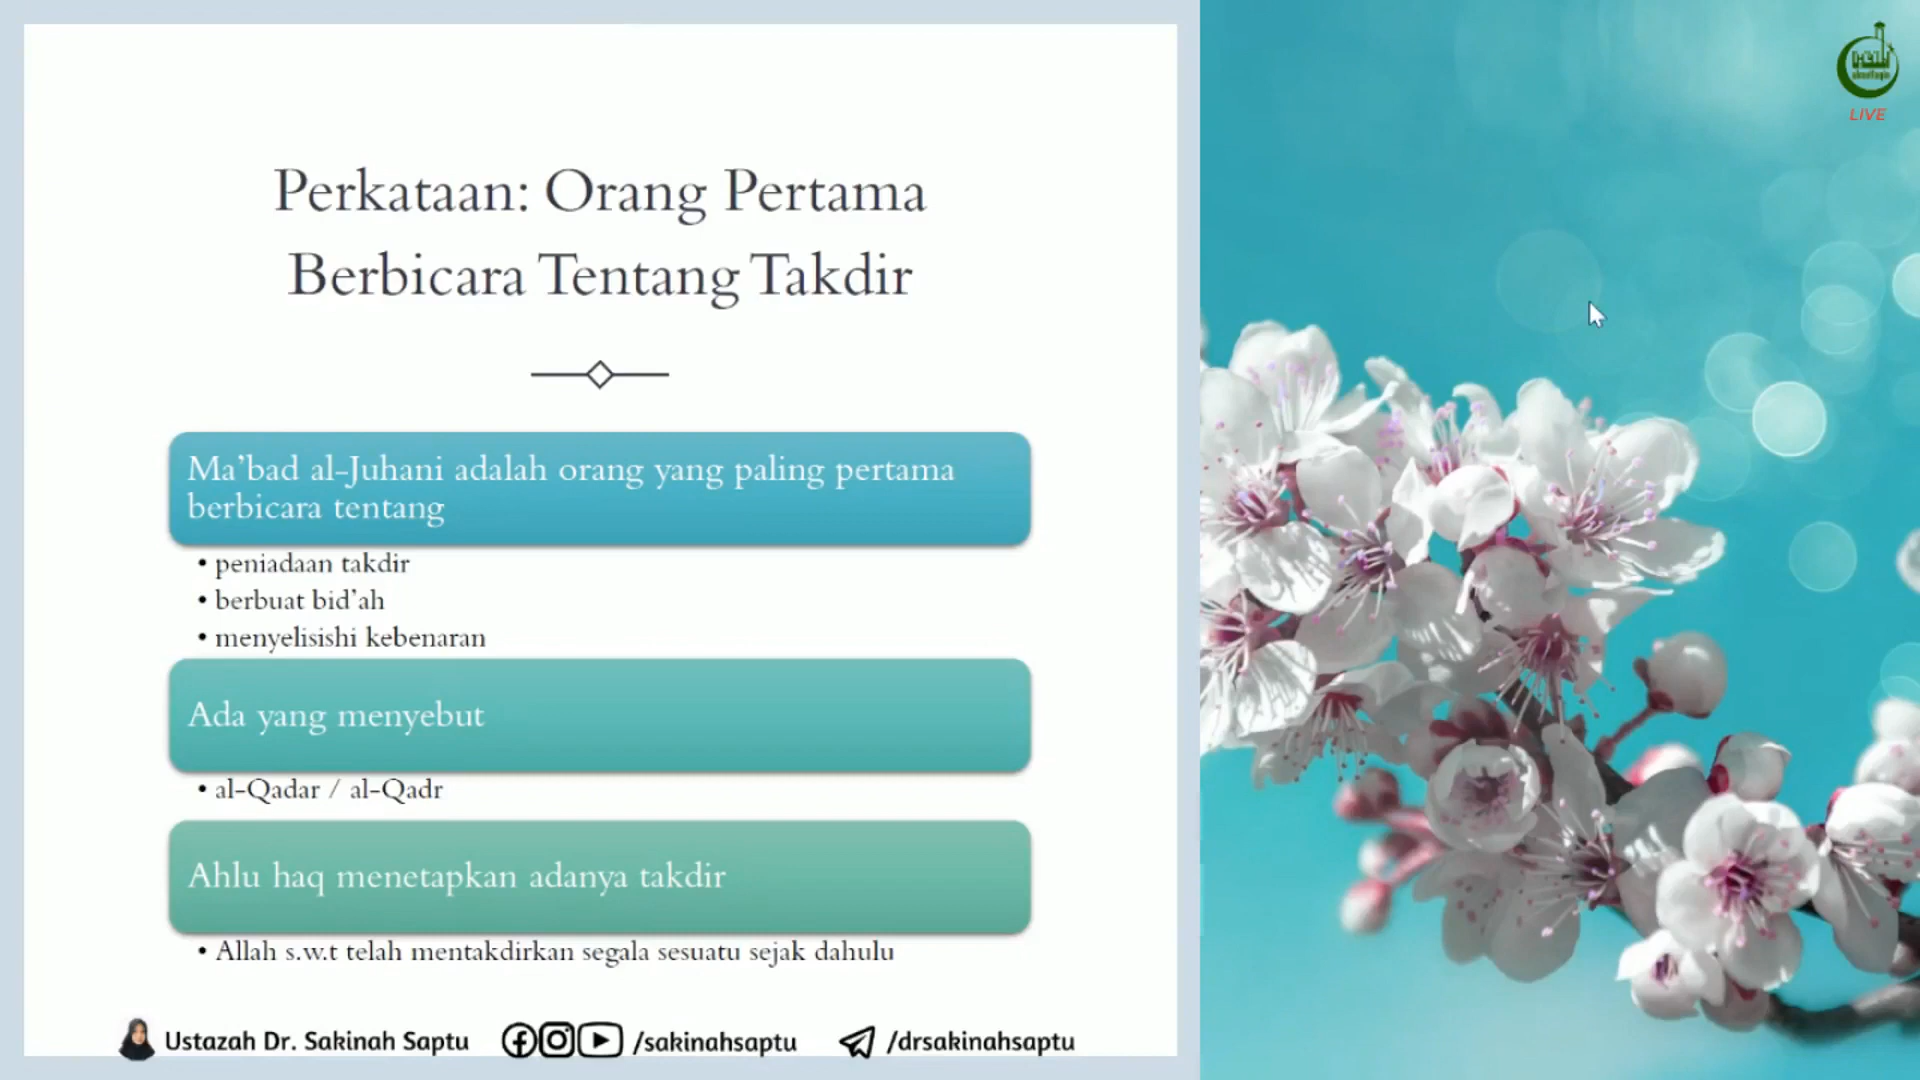 Perkataan: Orang Pertama
Berbicara Tentang Takdir
Ma'bad al-Juhani adalah orang yang paling pertama
berbicara tentang
• peniadaan takdir
• berbuat bid'ah
• menyelisishi kebenaran
Ada yang menyebut
• al-Qadar / al-Qadr
Ahlu haq menetapkan adanya takdir
• Allah s.w.t telah mentakdirkan segala sesuatu sejak dahulu
Ustazah Dr. Sakinah Saptu /sakinahsaptu /drsakinahsaptu
LIVE